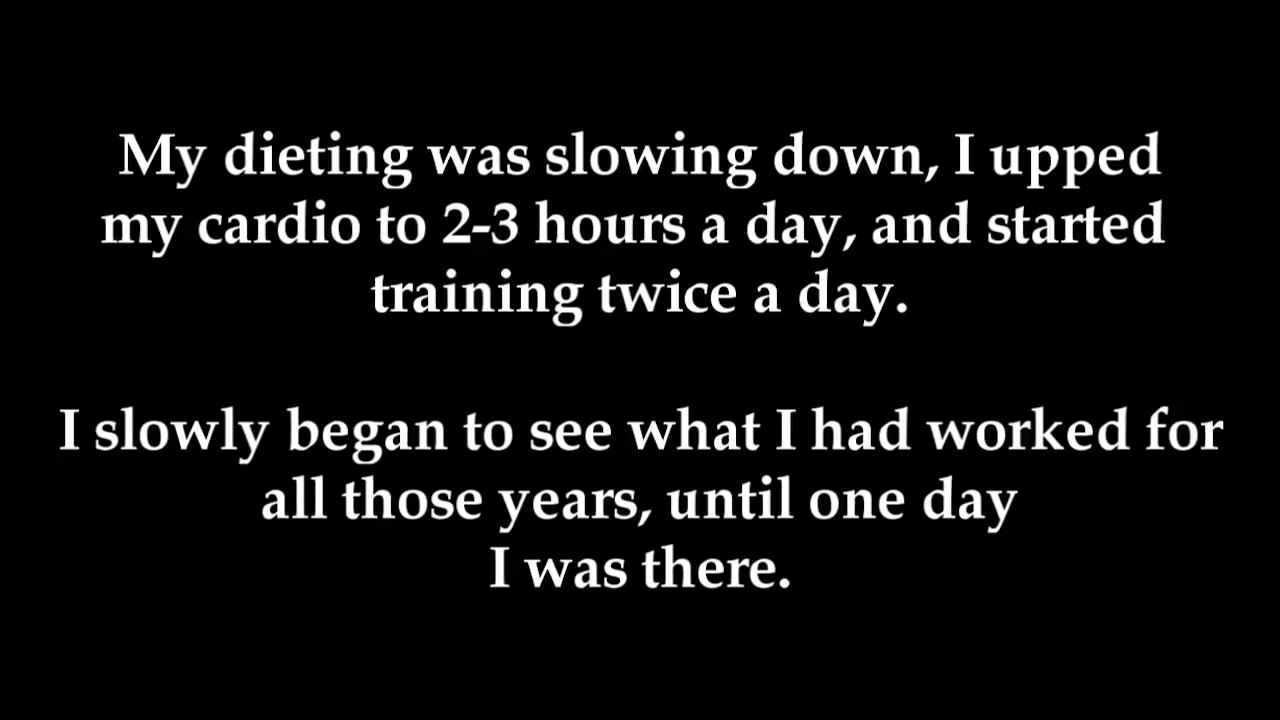 My dieting was slowing down, I upped
my cardio to 2-3 hours a day, and started
training twice a day.
I slowly began to see what I had worked for
all those years, until one day
I was there.